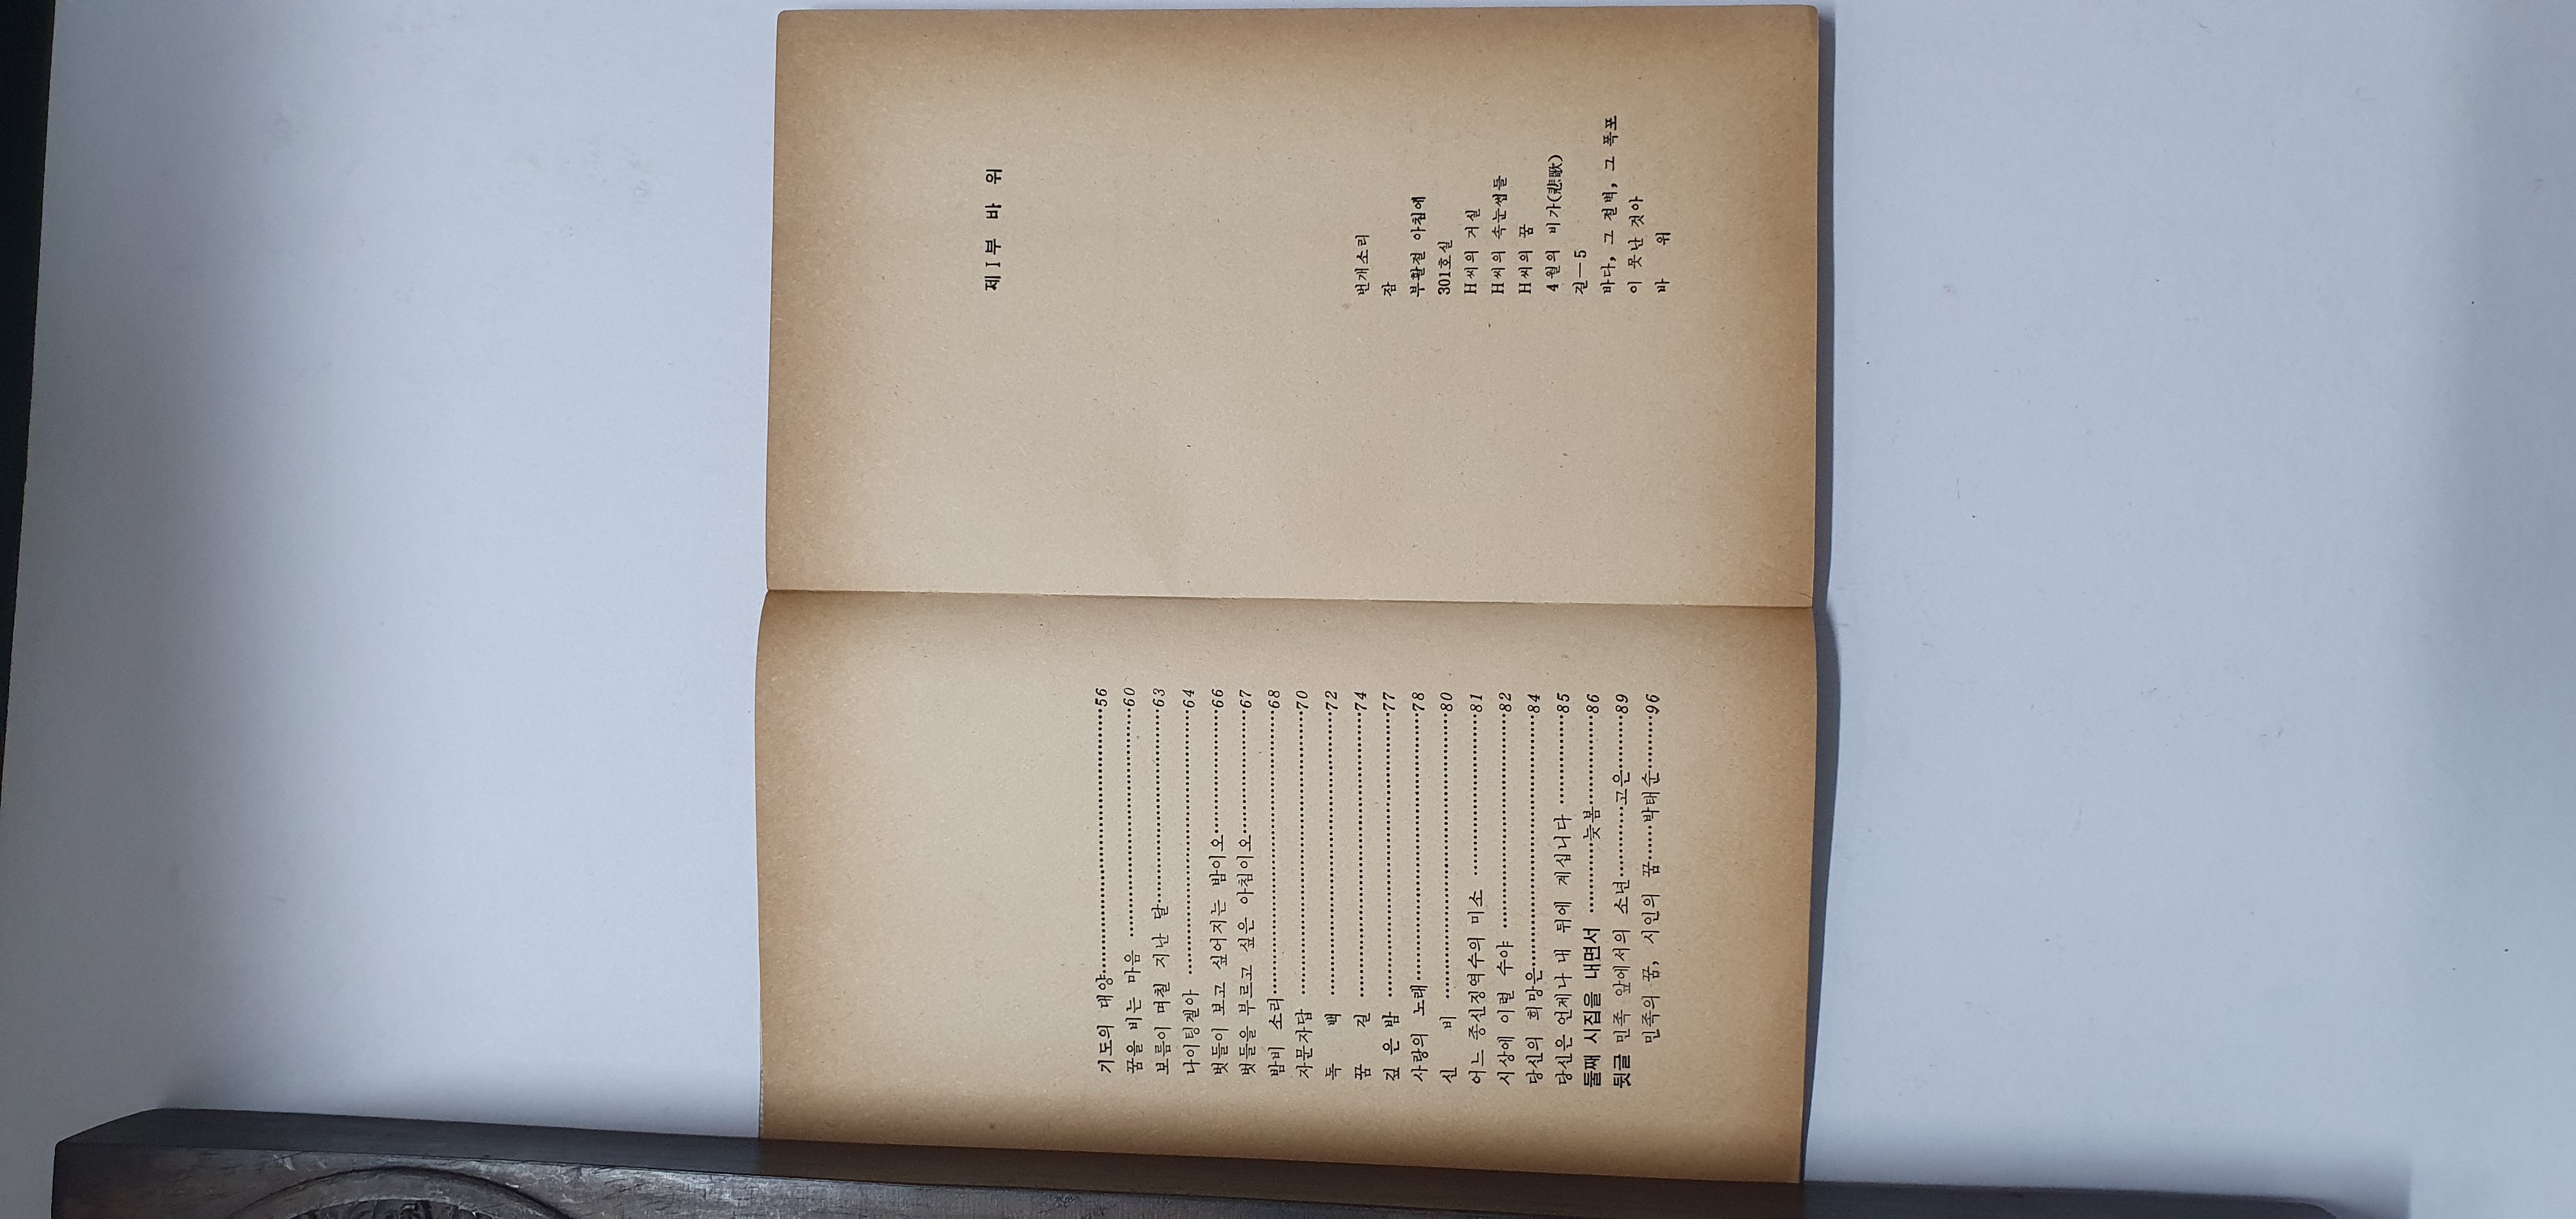 기도의 대양……56
꿈을 비는 마음……60
보름이 며칠 지난 달……63
나이팅겔아……64
벗들이 보고 싶어지는 밤이오……66
벗들을 부르고 싶은 아침이오……67
밤비 소리……68
자문자답……70
독 백……72
꿈 길……74
깊 은 밤……77
사랑의 노래……78
신 비……80
어느 종신징역수의 미소……81
시상에 이럴 수야……82
당신의 희망은……84
당신은 언제나 내 뒤에 계십니다……85
둘째 시집을 내면서……늦봄……86
뒷글 민족 앞에서의 소년……고은……89
민족의 꿈, 시인의 꿈……박태순……96
제 I 부 바 위
번개소리
잠
부활절 아침에
301호실
H씨의 거실
H씨의 속눈썹들
H씨의 꿈
4월의 비가(悲歌)
길—5
바다, 그 절벽, 그 폭포
이 못난 것아
바 위